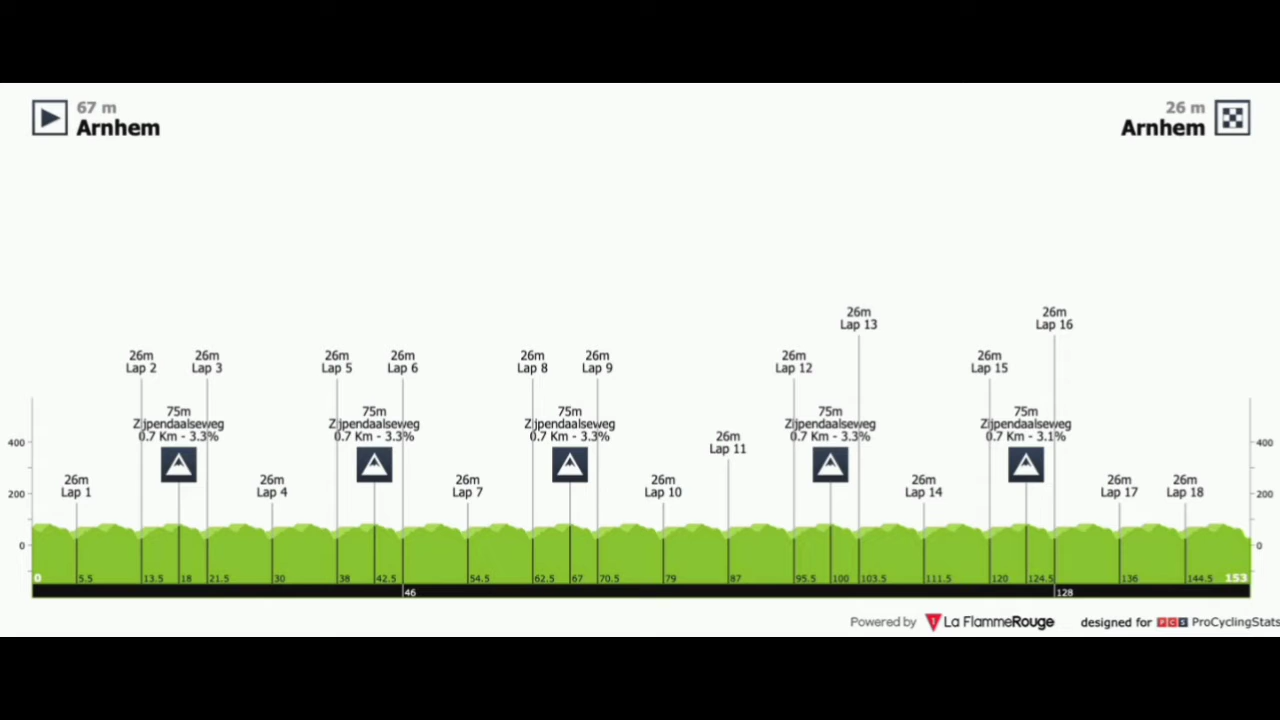 67 m
Arnhem
26 m
Arnhem
26m
Lap 13
26m
Lap 16
26m
Lap 2
26m
Lap 3
26m
Lap 5
26m
Lap 6
26m
Lap 8
26m
Lap 9
26m
Lap 12
26m
Lap 15
75m
Zijpendaalseweg
0.7 Km - 3.3%
75m
Zijpendaalseweg
0.7 Km - 3.3%
75m
Zijpendaalseweg
0.7 Km - 3.3%
75m
Zijpendaalseweg
0.7 Km - 3.3%
75m
Zijpendaalseweg
0.7 Km - 3.1%
26m
Lap 11
400
400
26m
Lap 1
26m
Lap 4
26m
Lap 7
26m
Lap 10
26m
Lap 14
26m
Lap 17
26m
Lap 18
200
200
0
0
0 5.5 13.5 18 21.5 30 38 42.5 54.5 62.5 67 70.5 79 87 95.5 100 103.5 111.5 120 124.5 136 144.5 153
46 128
Powered by La FlammeRouge designed for PCS ProCyclingStats